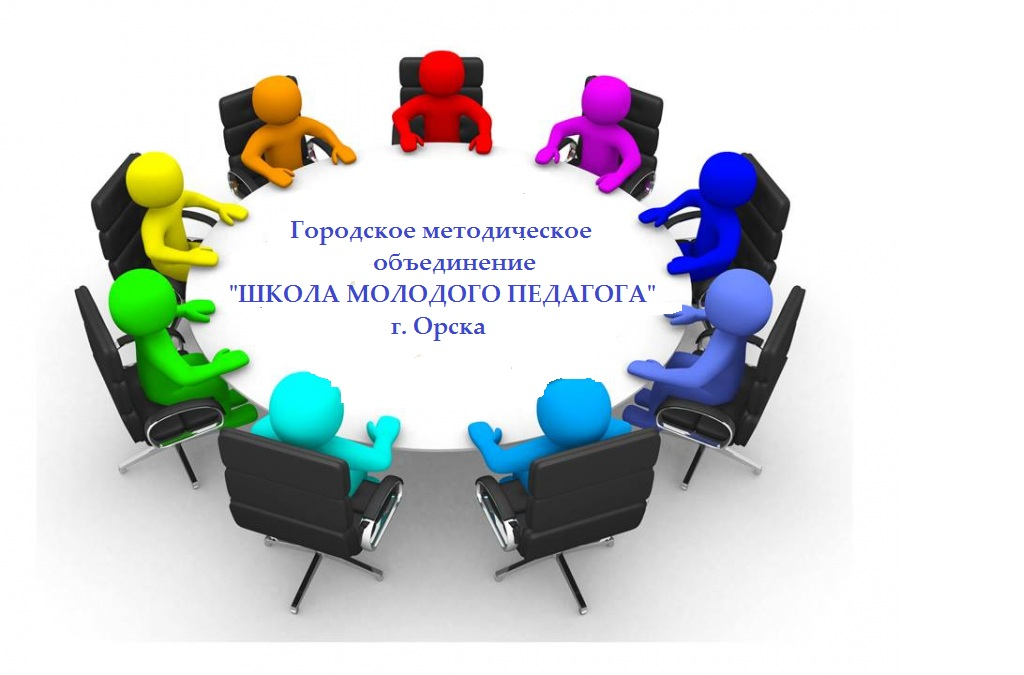 Городское методическое
объединение
"ШКОЛА МОЛОДОГО ПЕДАГОГА"
г. Орска